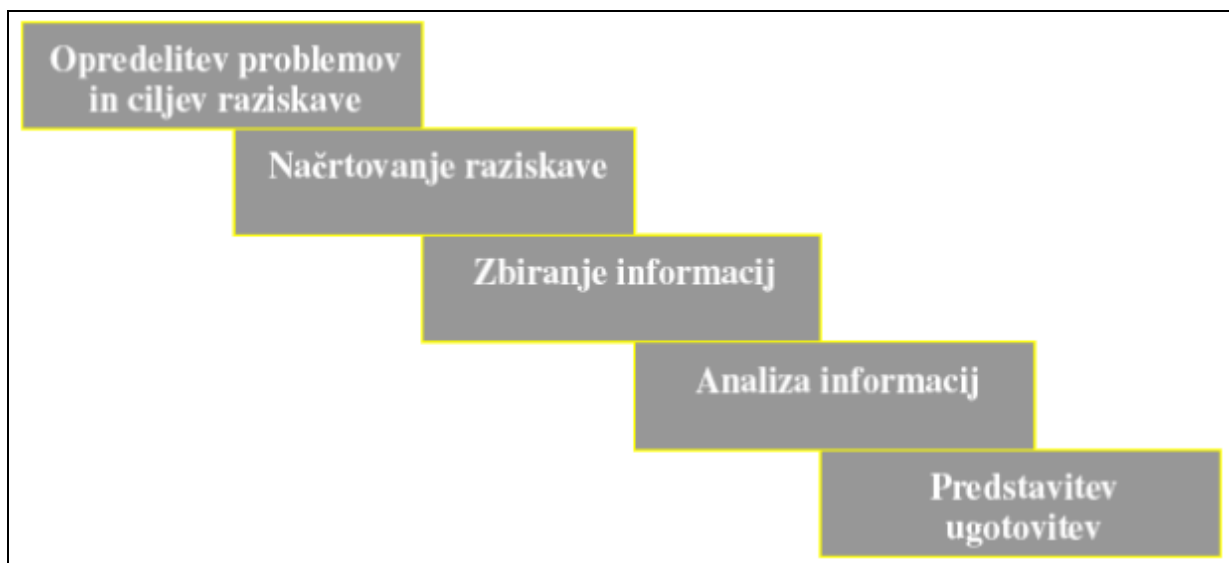 Opredelitev problemov
in ciljev raziskave
Načrtovanje raziskave
Zbiranje informacij
Analiza informacij
Predstavitev
ugotovitev